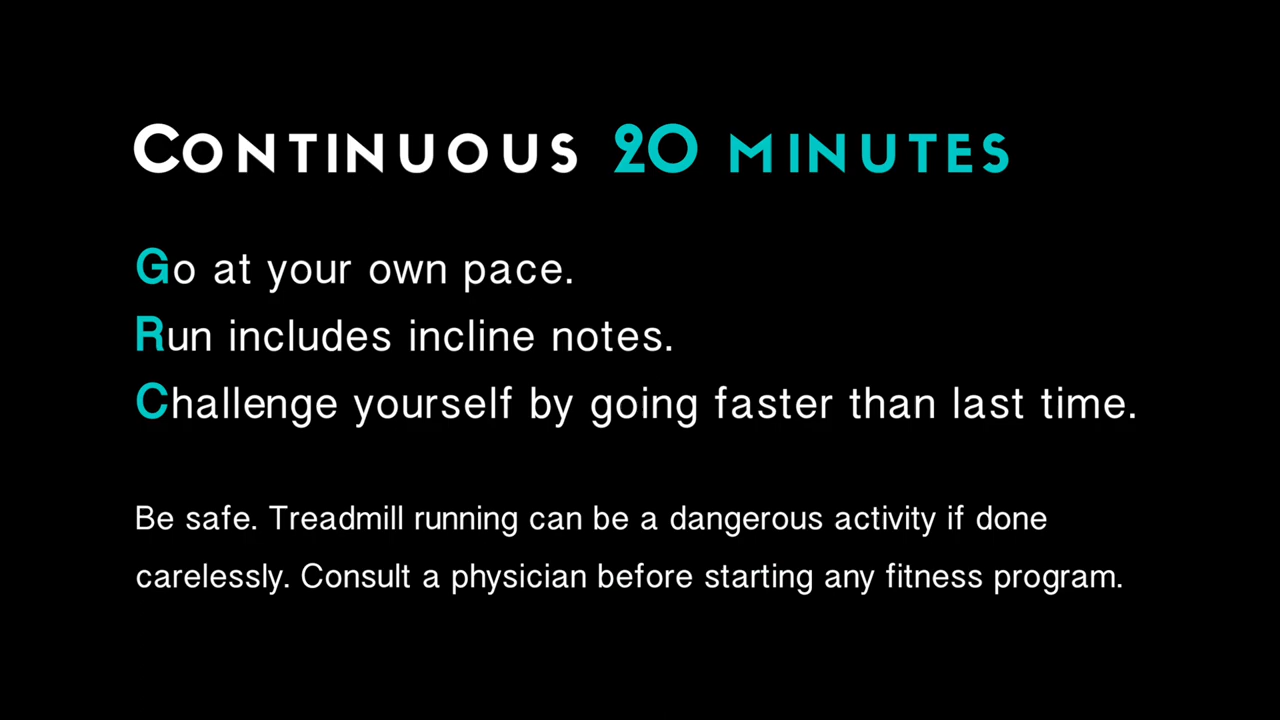 CONTINUOUS 20 MINUTES
Go at your own pace.
Run includes incline notes.
Challenge yourself by going faster than last time.
Be safe. Treadmill running can be a dangerous activity if done
carelessly. Consult a physician before starting any fitness program.